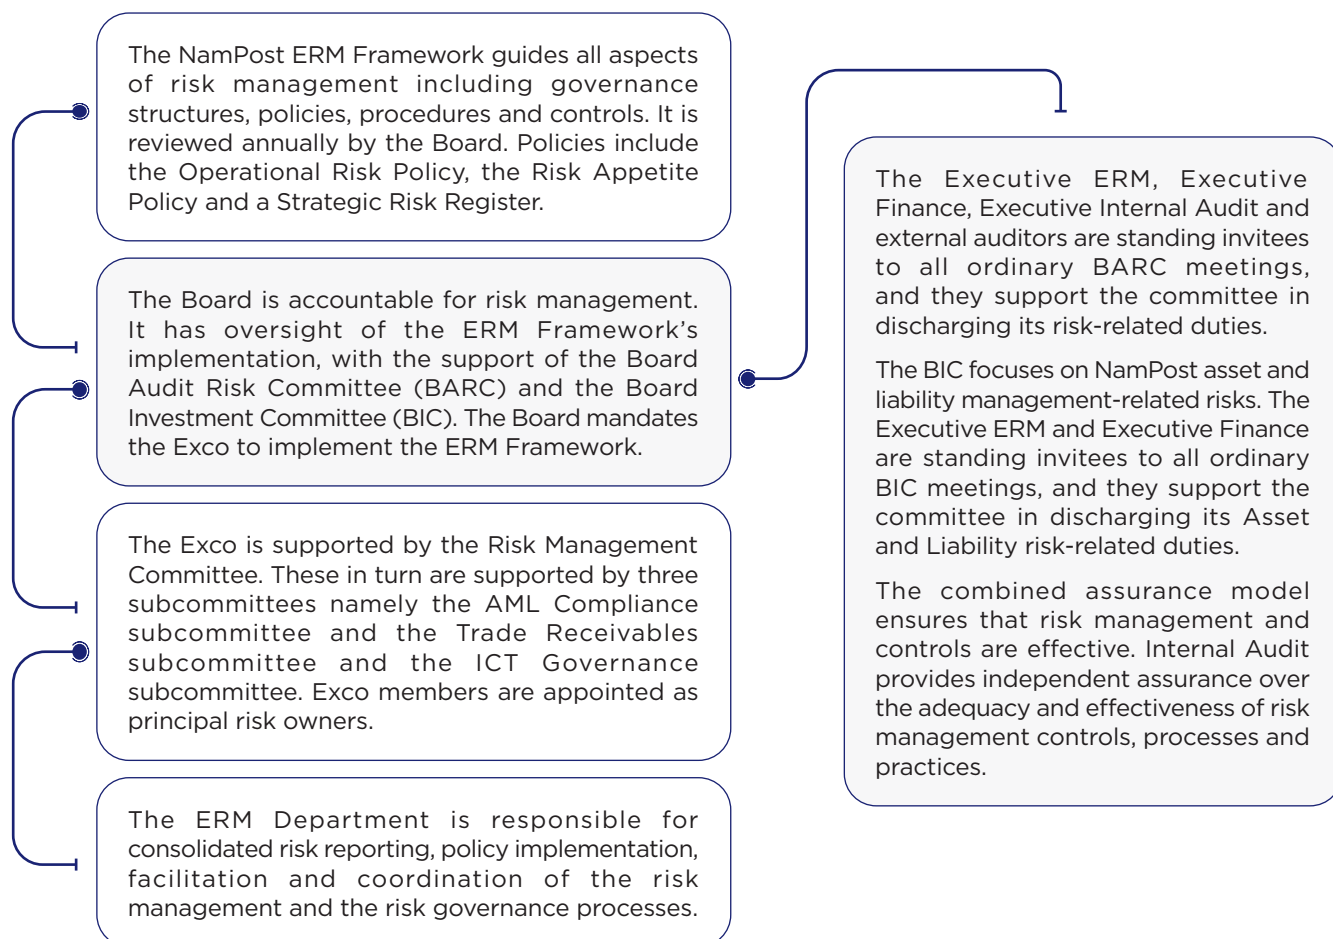 The NamPost ERM Framework guides all aspects
of risk management including governance
structures, policies, procedures and controls. It is
reviewed annually by the Board. Policies include
the Operational Risk Policy, the Risk Appetite
Policy and a Strategic Risk Register.
The Board is accountable for risk management.
It has oversight of the ERM Framework's
implementation, with the support of the Board
Audit Risk Committee (BARC) and the Board
Investment Committee (BIC). The Board mandates
the Exco to implement the ERM Framework.
The Exco is supported by the Risk Management
Committee. These in turn are supported by three
subcommittees namely the AML Compliance
subcommittee and the Trade Receivables
subcommittee and the ICT Governance
subcommittee. Exco members are appointed as
principal risk owners.
The ERM Department is responsible for
consolidated risk reporting, policy implementation,
facilitation and coordination of the risk
management and the risk governance processes.
The Executive ERM, Executive
Finance, Executive Internal Audit and
external auditors are standing invitees
to all ordinary BARC meetings,
and they support the committee in
discharging its risk-related duties.
The BIC focuses on NamPost asset and
liability management-related risks. The
Executive ERM and Executive Finance
are standing invitees to all ordinary
BIC meetings, and they support the
committee in discharging its Asset
and Liability risk-related duties.
The combined assurance model
ensures that risk management and
controls are effective. Internal Audit
provides independent assurance over
the adequacy and effectiveness of risk
management controls, processes and
practices.